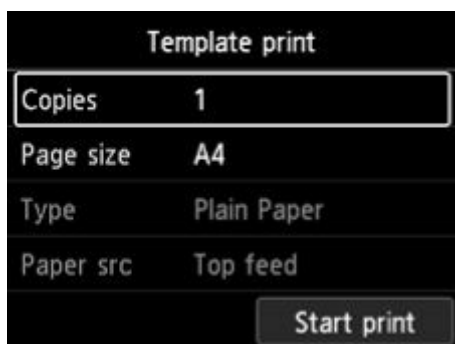 Template print
Copies 1
Page size A4
Type Plain Paper
Paper src Top feed
Start print